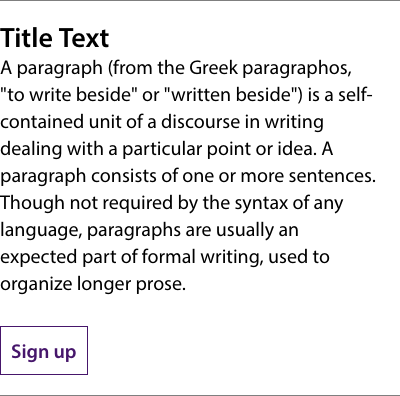 Title Text
A paragraph (from the Greek paragraphos,
"to write beside" or "written beside") is a self-
contained unit of a discourse in writing
dealing with a particular point or idea. A
paragraph consists of one or more sentences.
Though not required by the syntax of any
language, paragraphs are usually an
expected part of formal writing, used to
organize longer prose.
Sign up